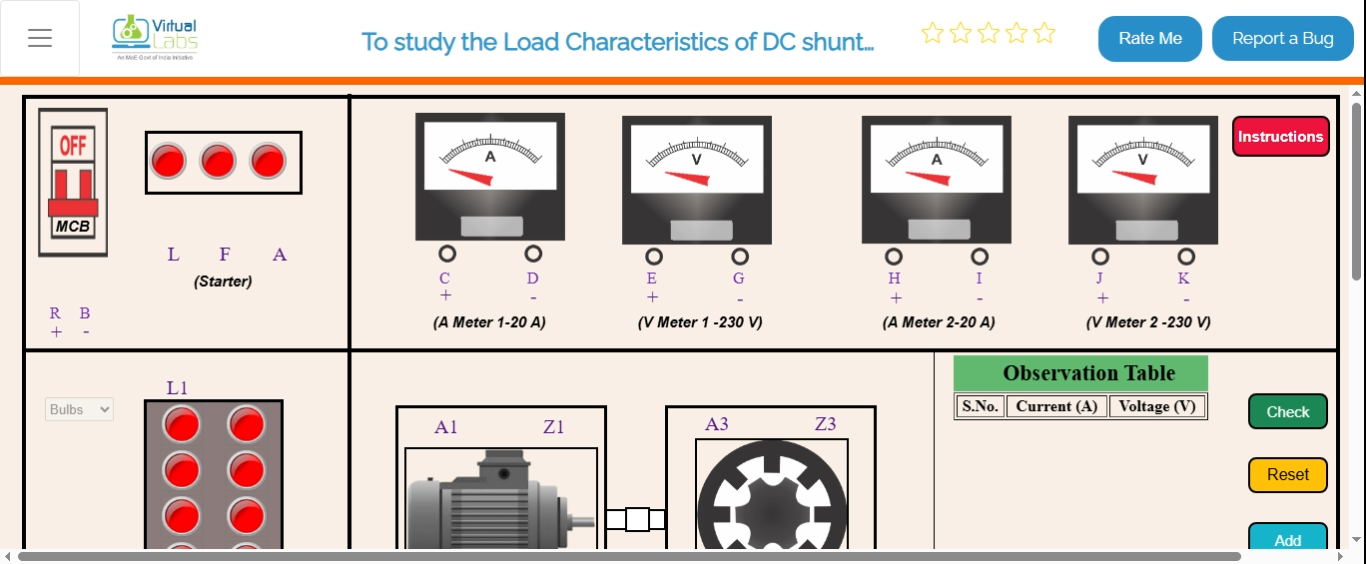 Virtual
Labs
An MoE Govt of India Initiative
To study the Load Characteristics of DC shunt...
Rate Me
Report a Bug
OFF
MCB
L F A
(Starter)
R B
+ -
A
V
A
V
C D
+ -
(A Meter 1-20 A)
E G
+ -
(V Meter 1 -230 V)
H I
+ -
(A Meter 2-20 A)
J K
+ -
(V Meter 2 -230 V)
Instructions
Bulbs
L1
A1 Z1
A3 Z3
Observation Table
S.No. Current (A) Voltage (V)
Check
Reset
Add